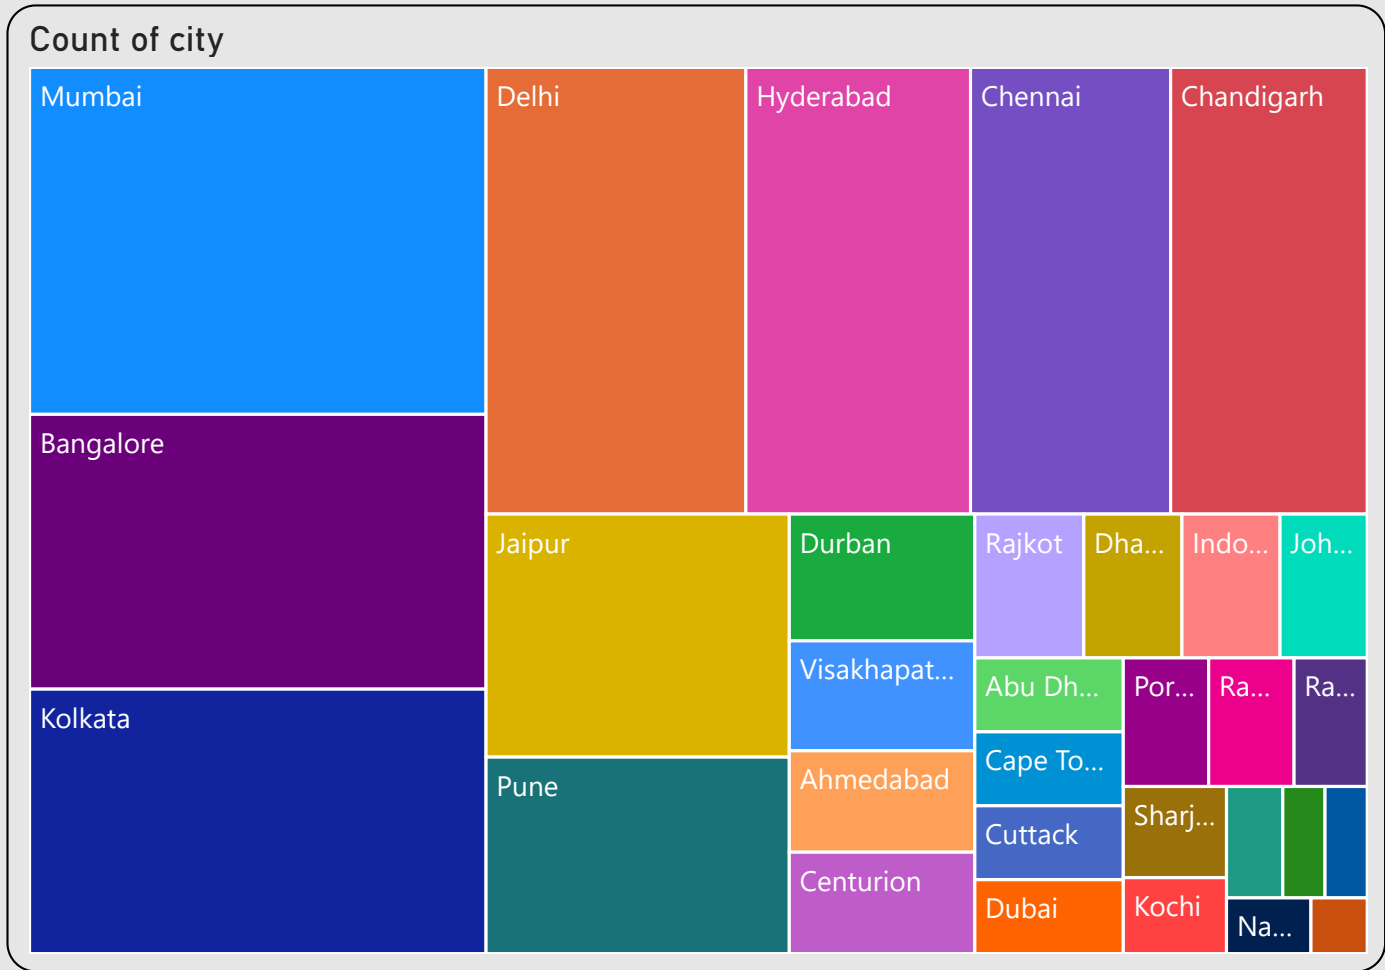 Count of city
Mumbai
Delhi
Hyderabad
Chennai
Chandigarh
Bangalore
Kolkata
Jaipur
Pune
Durban
Visakhapat...
Ahmedabad
Centurion
Rajkot
Dha...
Indo...
Joh...
Abu Dh...
Cape To...
Cuttack
Dubai
Por...
Ra...
Ra...
Sharj...
Kochi
Na...